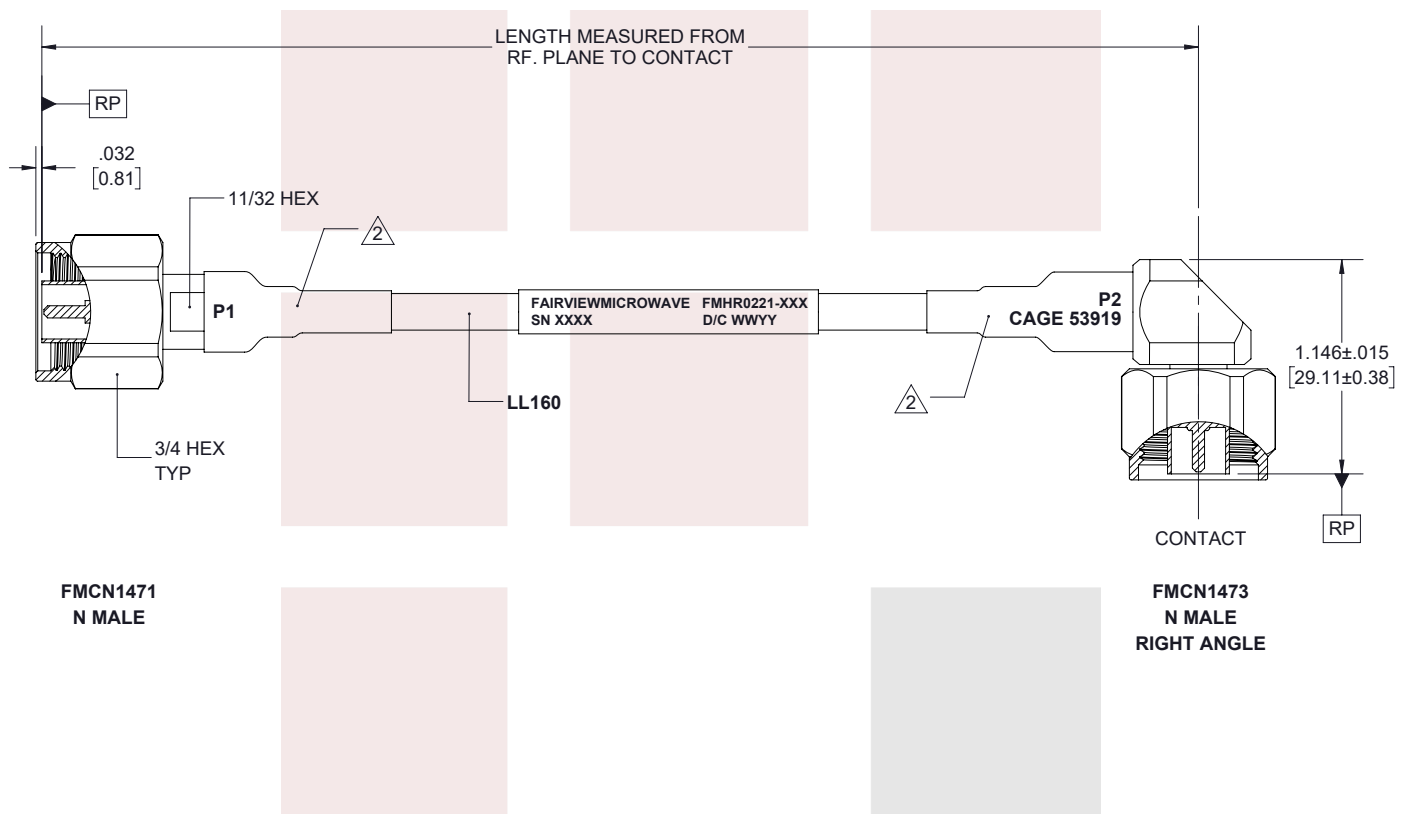 LENGTH MEASURED FROM
RF. PLANE TO CONTACT
RP
.032
[0.81]
11/32 HEX
2
P1
FAIRVIEWMICROWAVE FMHR0221-XXX
SN XXXX D/C WWYY
P2
CAGE 53919
1.146±.015
[29.11±0.38]
LL160
2
3/4 HEX
TYP
RP
CONTACT
FMCN1471
N MALE
FMCN1473
N MALE
RIGHT ANGLE